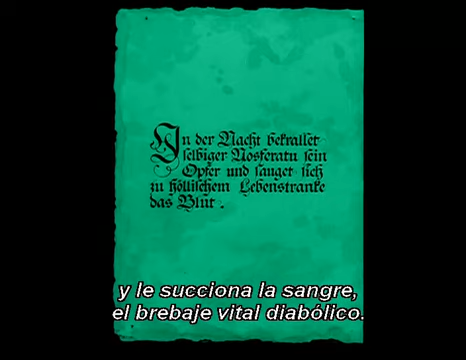 In der Nacht bekrallet
selbiger Nosferatu sein
Opfer und sauget sich
zu höllischem Lebenstranke
das Blut.
y le succiona la sangre,
el brebaje vital diabólico.